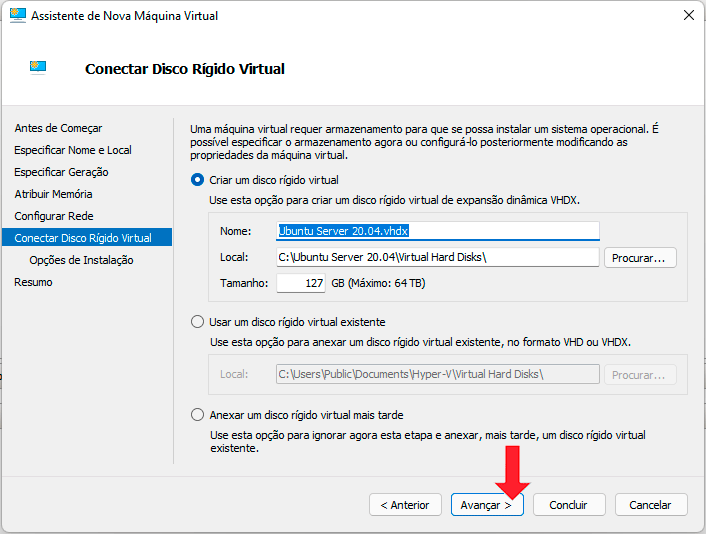 Assistente de Nova Máquina Virtual
Conectar Disco Rígido Virtual
Antes de Começar
Especificar Nome e Local
Especificar Geração
Atribuir Memória
Configurar Rede
Conectar Disco Rígido Virtual
Opções de Instalação
Resumo
Uma máquina virtual requer armazenamento para que se possa instalar um sistema operacional. É
possível especificar o armazenamento agora ou configurá-lo posteriormente modificando as
propriedades da máquina virtual.
Criar um disco rígido virtual
Use esta opção para criar um disco rígido virtual de expansão dinâmica VHDX.
Nome: Ubuntu Server 20.04.vhdx
Local: C:\Ubuntu Server 20.04\Virtual Hard Disks\ Procurar...
Tamanho: 127 GB (Máximo: 64 TB)
Usar um disco rígido virtual existente
Use esta opção para anexar um disco rígido virtual existente, no formato VHD ou VHDX.
Local: C:\Users\Public\Documents\Hyper-V\Virtual Hard Disks\ Procurar...
Anexar um disco rígido virtual mais tarde
Use esta opção para ignorar agora esta etapa e anexar, mais tarde, um disco rígido virtual
existente.
< Anterior Avançar > Concluir Cancelar